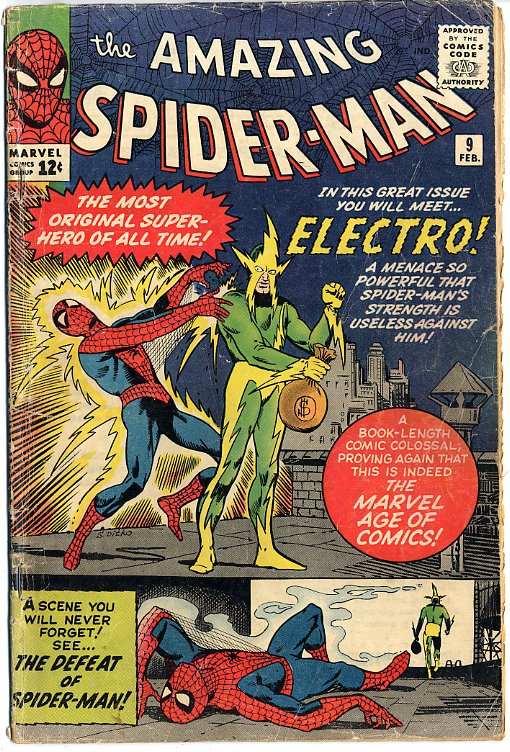 the AMAZING
SPIDER-MAN
IND.
APPROVED
BY THE
COMICS
CODE
CA
AUTHORITY
MARVEL
COMICS
GROUP 12¢
9
FEB.
THE MOST
ORIGINAL SUPER-
HERO OF ALL TIME!
IN THIS GREAT ISSUE
YOU WILL MEET...
ELECTRO!
A MENACE SO
POWERFUL THAT
SPIDER-MAN'S
STRENGTH IS
USELESS AGAINST
HIM!
$
A
BOOK-LENGTH
COMIC COLOSSAL,
PROVING AGAIN THAT
THIS IS INDEED
THE
MARVEL
AGE OF
COMICS!
S. DITKO
A SCENE YOU
WILL NEVER
FORGET!
SEE...
THE DEFEAT
OF
SPIDER-MAN!